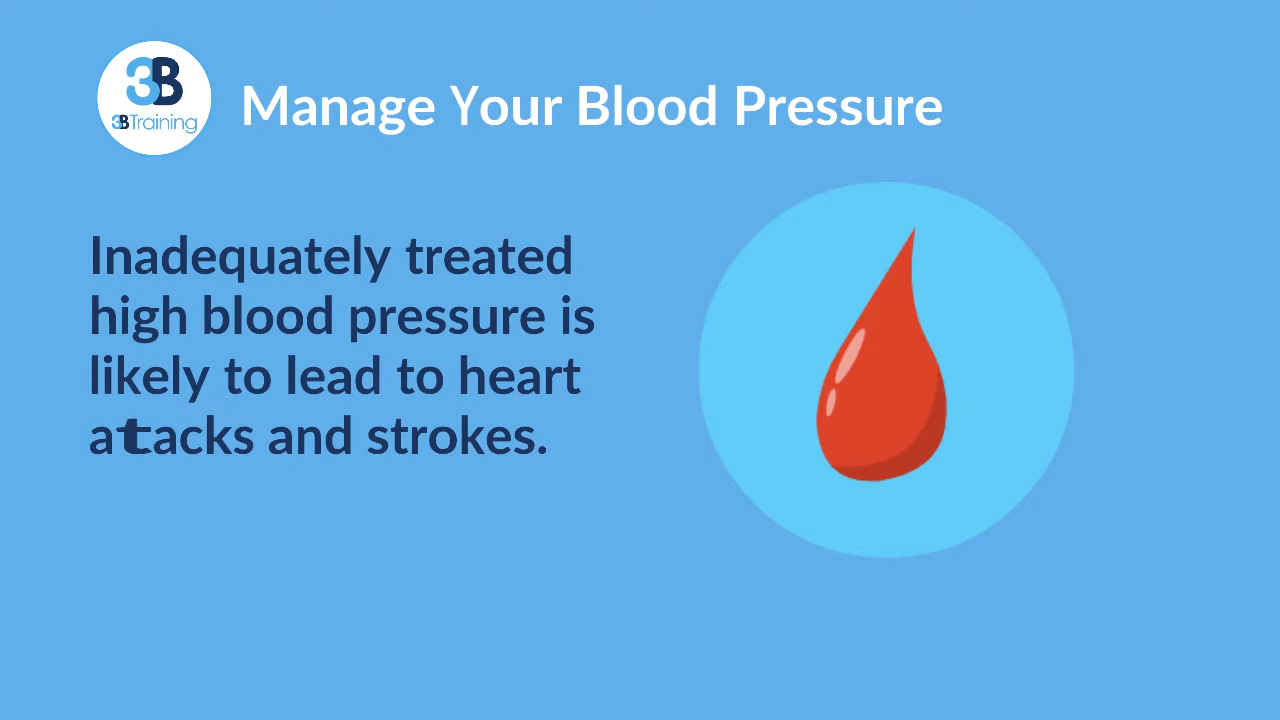 3B
3BTraining
Manage Your Blood Pressure
Inadequately treated
high blood pressure is
likely to lead to heart
attacks and strokes.